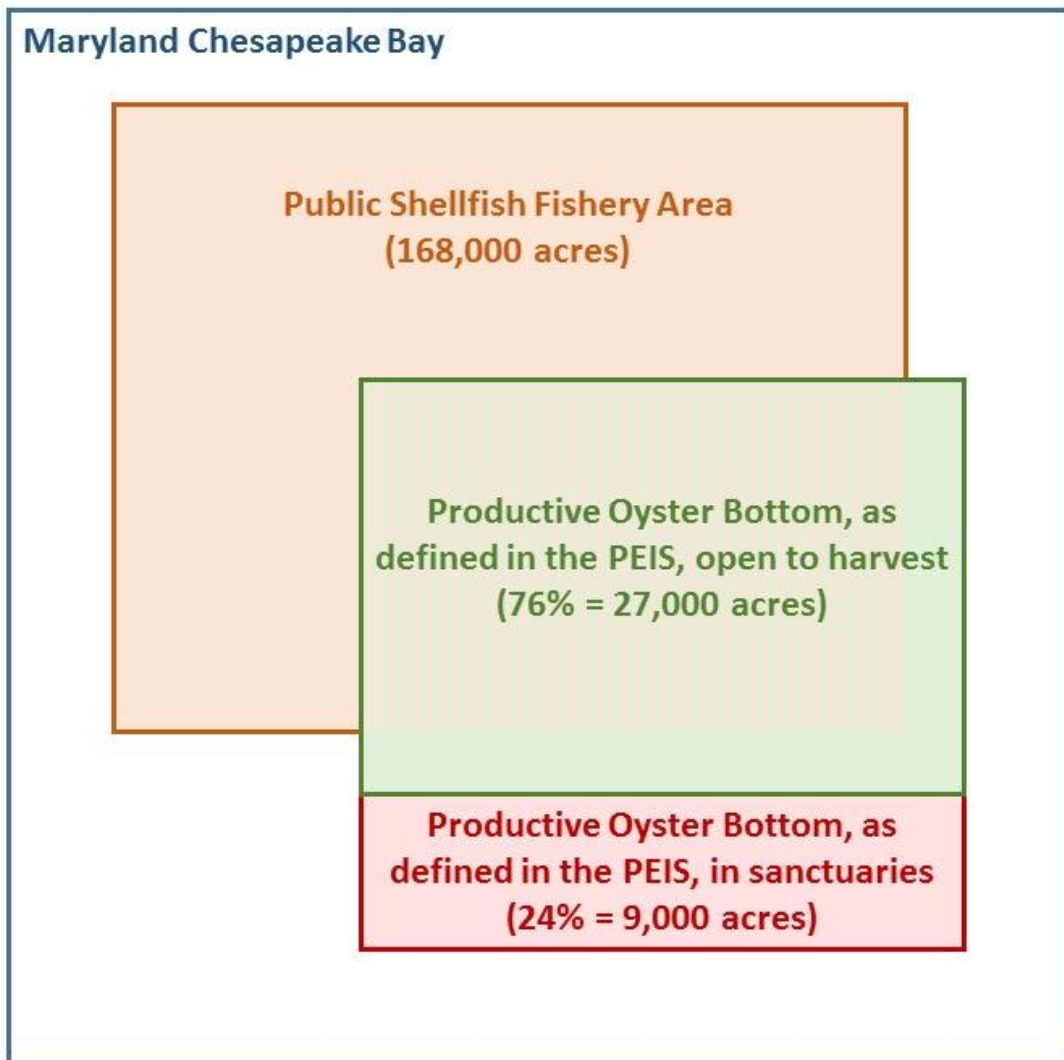 Maryland Chesapeake Bay
Public Shellfish Fishery Area
(168,000 acres)
Productive Oyster Bottom, as
defined in the PEIS, open to harvest
(76% = 27,000 acres)
Productive Oyster Bottom, as
defined in the PEIS, in sanctuaries
(24% = 9,000 acres)